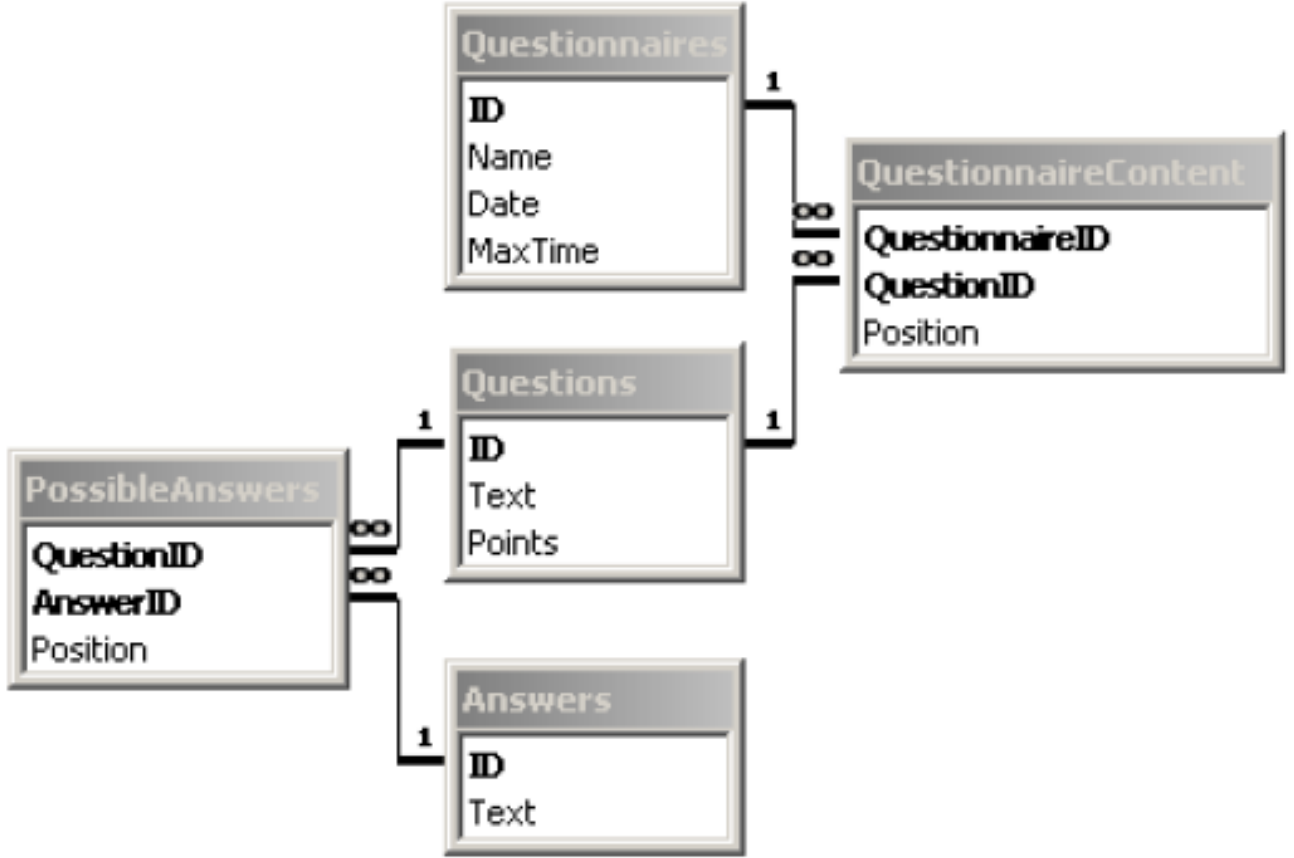 Questionnaires
ID
Name
Date
MaxTime
1
QuestionnaireContent
QuestionnaireID
QuestionID
Position
∞
∞
Questions
ID
Text
Points
1
1
PossibleAnswers
QuestionID
AnswerID
Position
∞
∞
Answers
ID
Text
1